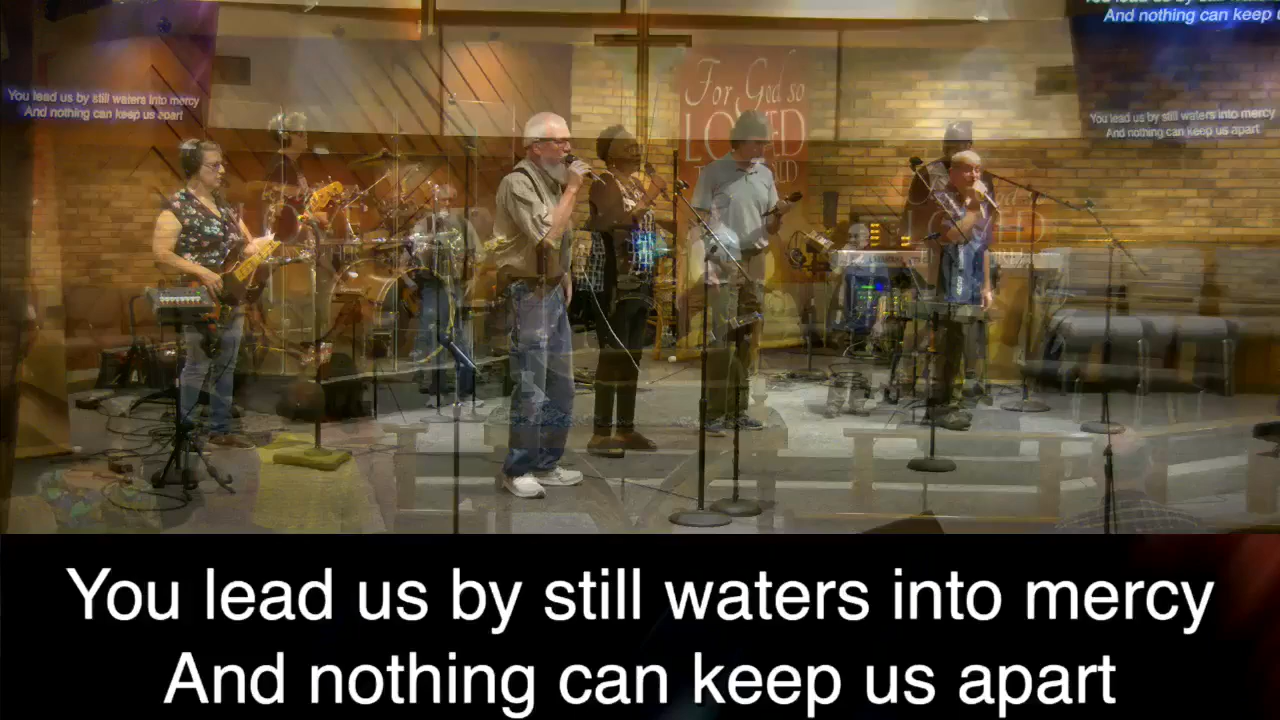 You lead us by still waters into mercy
And nothing can keep us apart
And nothing can keep
You lead us by still waters into mercy
And nothing can keep us apart
For God so
LOVED
You lead us by still waters into mercy
And nothing can keep us apart